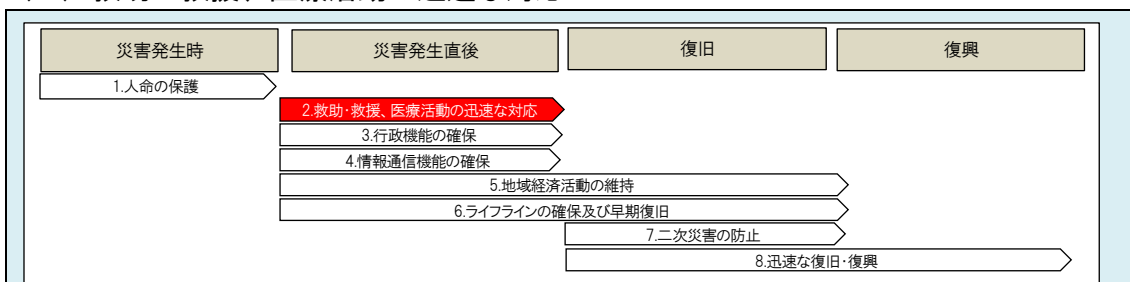 災害発生時 災害発生直後 復旧 復興
1.人命の保護
2.救助・救援、医療活動の迅速な対応
3.行政機能の確保
4.情報通信機能の確保
5.地域経済活動の維持
6.ライフラインの確保及び早期復旧
7.二次災害の防止
8.迅速な復旧・復興